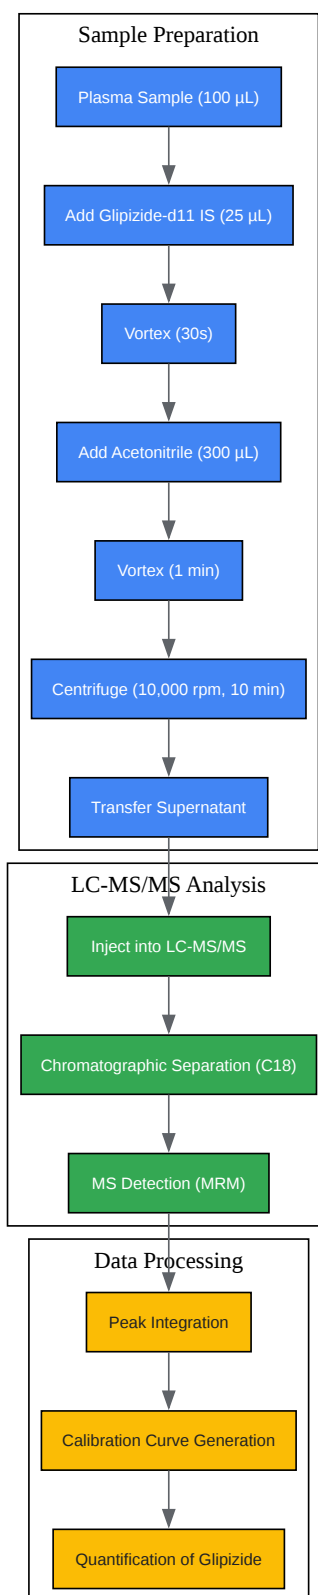 Sample Preparation
Plasma Sample (100 µL)
Add Glipizide-d11 IS (25 µL)
Vortex (30s)
Add Acetonitrile (300 µL)
Vortex (1 min)
Centrifuge (10,000 rpm, 10 min)
Transfer Supernatant
LC-MS/MS Analysis
Inject into LC-MS/MS
Chromatographic Separation (C18)
MS Detection (MRM)
Data Processing
Peak Integration
Calibration Curve Generation
Quantification of Glipizide